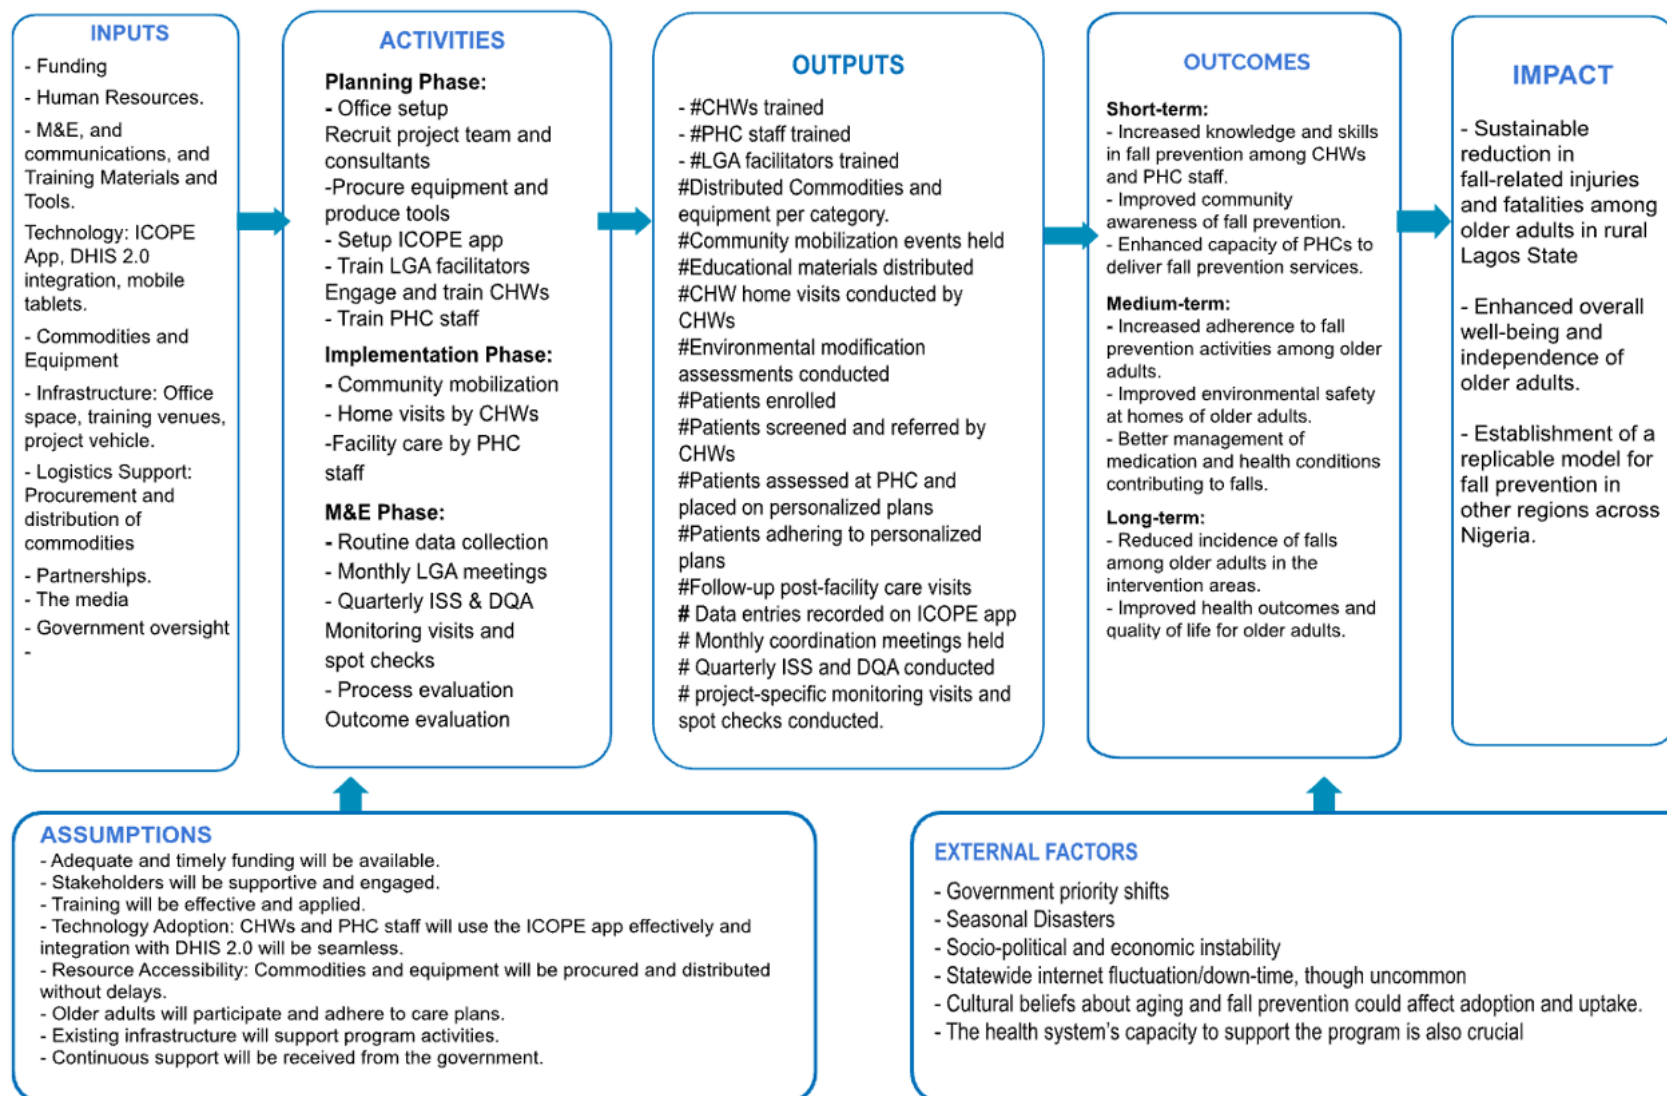 INPUTS
- Funding
- Human Resources.
- M&E, and
communications, and
Training Materials and
Tools.
Technology: ICOPE
App, DHIS 2.0
integration, mobile
tablets.
- Commodities and
Equipment
- Infrastructure: Office
space, training venues,
project vehicle.
- Logistics Support:
Procurement and
distribution of
commodities
- Partnerships.
- The media
- Government oversight
-
ACTIVITIES
Planning Phase:
- Office setup
Recruit project team and
consultants
-Procure equipment and
produce tools
- Setup ICOPE app
- Train LGA facilitators
Engage and train CHWs
- Train PHC staff
Implementation Phase:
- Community mobilization
- Home visits by CHWs
-Facility care by PHC
staff
M&E Phase:
- Routine data collection
- Monthly LGA meetings
- Quarterly ISS & DQA
Monitoring visits and
spot checks
- Process evaluation
Outcome evaluation
OUTPUTS
- #CHWs trained
- #PHC staff trained
- #LGA facilitators trained
#Distributed Commodities and
equipment per category.
#Community mobilization events held
#Educational materials distributed
#CHW home visits conducted by
CHWs
#Environmental modification
assessments conducted
#Patients enrolled
#Patients screened and referred by
CHWs
#Patients assessed at PHC and
placed on personalized plans
#Patients adhering to personalized
plans
#Follow-up post-facility care visits
# Data entries recorded on ICOPE app
# Monthly coordination meetings held
# Quarterly ISS and DQA conducted
# project-specific monitoring visits and
spot checks conducted.
OUTCOMES
Short-term:
- Increased knowledge and skills
in fall prevention among CHWs
and PHC staff.
- Improved community
awareness of fall prevention.
- Enhanced capacity of PHCs to
deliver fall prevention services.
Medium-term:
- Increased adherence to fall
prevention activities among older
adults.
- Improved environmental safety
at homes of older adults.
- Better management of
medication and health conditions
contributing to falls.
Long-term:
- Reduced incidence of falls
among older adults in the
intervention areas.
- Improved health outcomes and
quality of life for older adults.
IMPACT
- Sustainable
reduction in
fall-related injuries
and fatalities among
older adults in rural
Lagos State
- Enhanced overall
well-being and
independence of
older adults.
- Establishment of a
replicable model for
fall prevention in
other regions across
Nigeria.
ASSUMPTIONS
- Adequate and timely funding will be available.
- Stakeholders will be supportive and engaged.
- Training will be effective and applied.
- Technology Adoption: CHWs and PHC staff will use the ICOPE app effectively and
integration with DHIS 2.0 will be seamless.
- Resource Accessibility: Commodities and equipment will be procured and distributed
without delays.
- Older adults will participate and adhere to care plans.
- Existing infrastructure will support program activities.
- Continuous support will be received from the government.
EXTERNAL FACTORS
- Government priority shifts
- Seasonal Disasters
- Socio-political and economic instability
- Statewide internet fluctuation/down-time, though uncommon
- Cultural beliefs about aging and fall prevention could affect adoption and uptake.
- The health system's capacity to support the program is also crucial